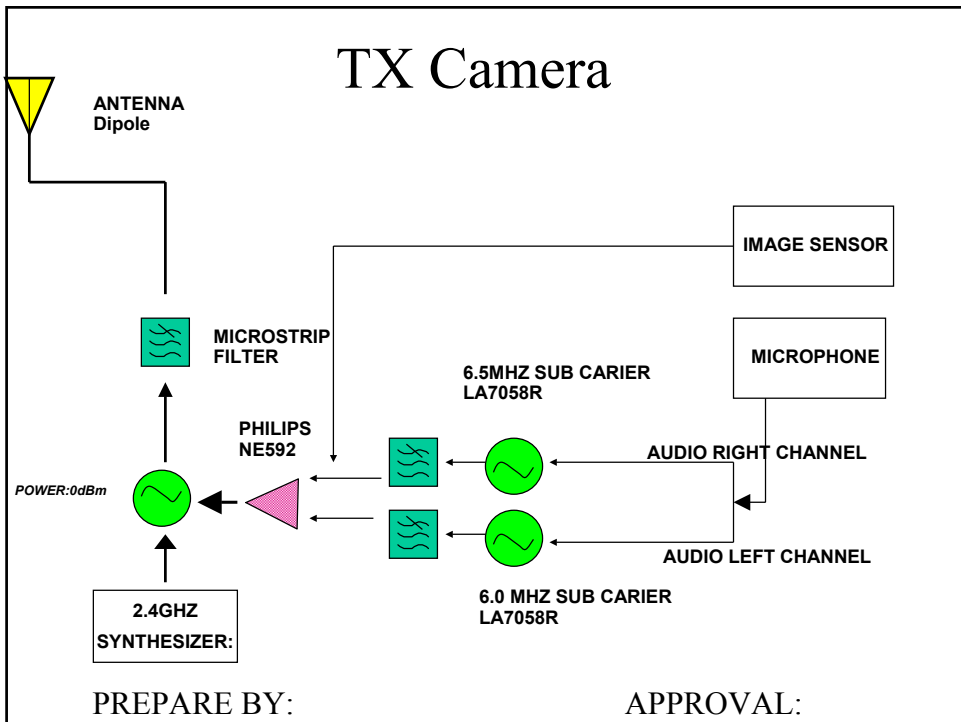 TX Camera
ANTENNA
Dipole
IMAGE SENSOR
MICROSTRIP
FILTER
MICROPHONE
6.5MHZ SUB CARIER
LA7058R
PHILIPS
NE592
AUDIO RIGHT CHANNEL
POWER:0dBm
AUDIO LEFT CHANNEL
6.0 MHZ SUB CARIER
LA7058R
2.4GHZ
SYNTHESIZER:
PREPARE BY:
APPROVAL: